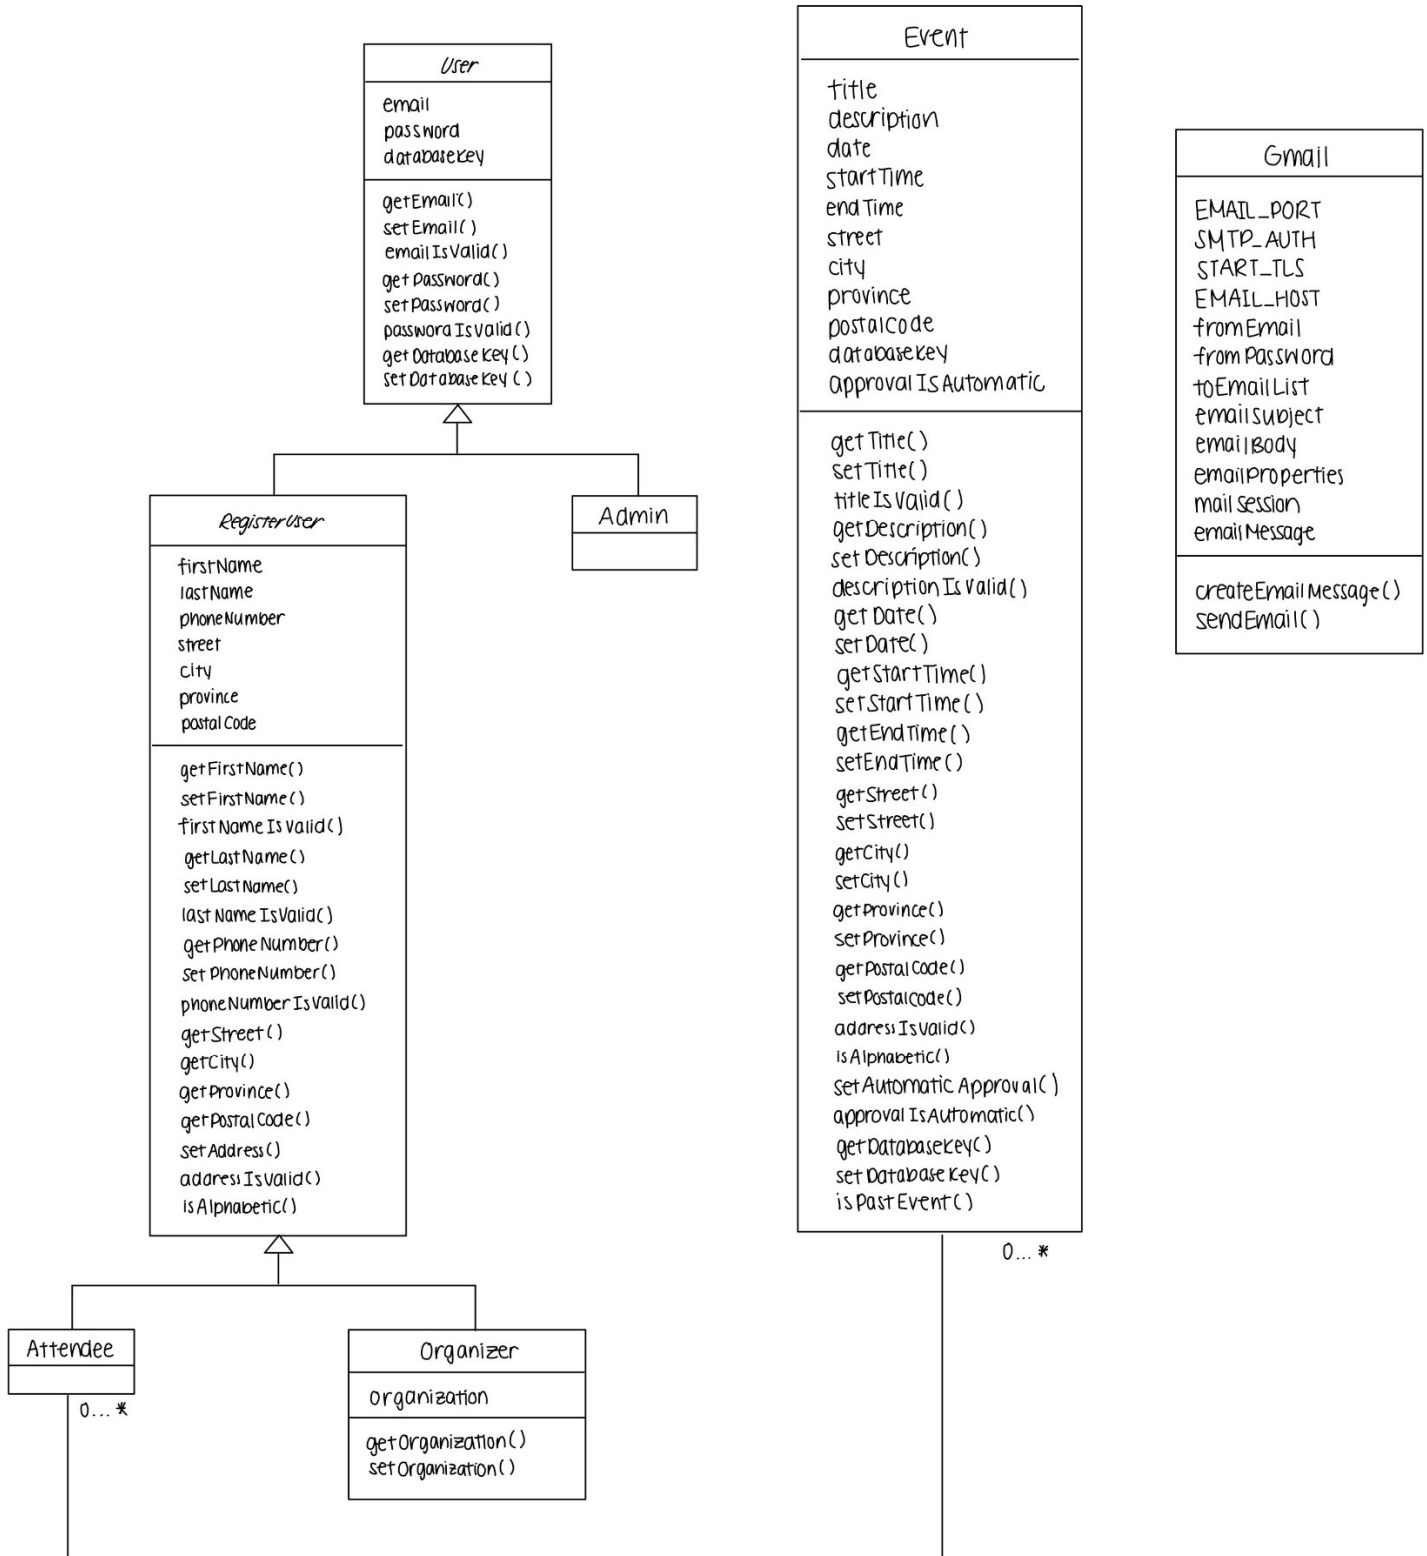 User
email
password
databaseKey
getEmail()
setEmail()
emailIsValid()
getPassword()
setPassword()
passwordIsValid()
getDatabaseKey()
setDatabaseKey()
RegisterUser
firstName
lastName
phoneNumber
street
city
province
postalCode
getFirstName()
setFirstName()
firstNameIsValid()
getLastName()
setLastName()
lastNameIsValid()
getPhoneNumber()
setPhoneNumber()
phoneNumberIsValid()
getStreet()
getCity()
getProvince()
getPostalCode()
setAddress()
addressIsValid()
isAlphabetic()
Admin
Attendee
0...*
Organizer
organization
getOrganization()
setOrganization()
Event
title
description
date
startTime
endTime
street
city
province
postalCode
databaseKey
approvalIsAutomatic
getTitle()
setTitle()
titleIsValid()
getDescription()
setDescription()
descriptionIsValid()
getDate()
setDate()
getStartTime()
setStartTime()
getEndTime()
setEndTime()
getStreet()
setStreet()
getCity()
setCity()
getProvince()
setProvince()
getPostalCode()
setPostalCode()
addressIsValid()
isAlphabetic()
setAutomaticApproval()
approvalIsAutomatic()
getDatabaseKey()
setDatabaseKey()
isPastEvent()
0...*
Gmail
EMAIL_PORT
SMTP_AUTH
START_TLS
EMAIL_HOST
fromEmail
fromPassword
toEmailList
emailSubject
emailBody
emailProperties
mailSession
emailMessage
createEmailMessage()
sendEmail()